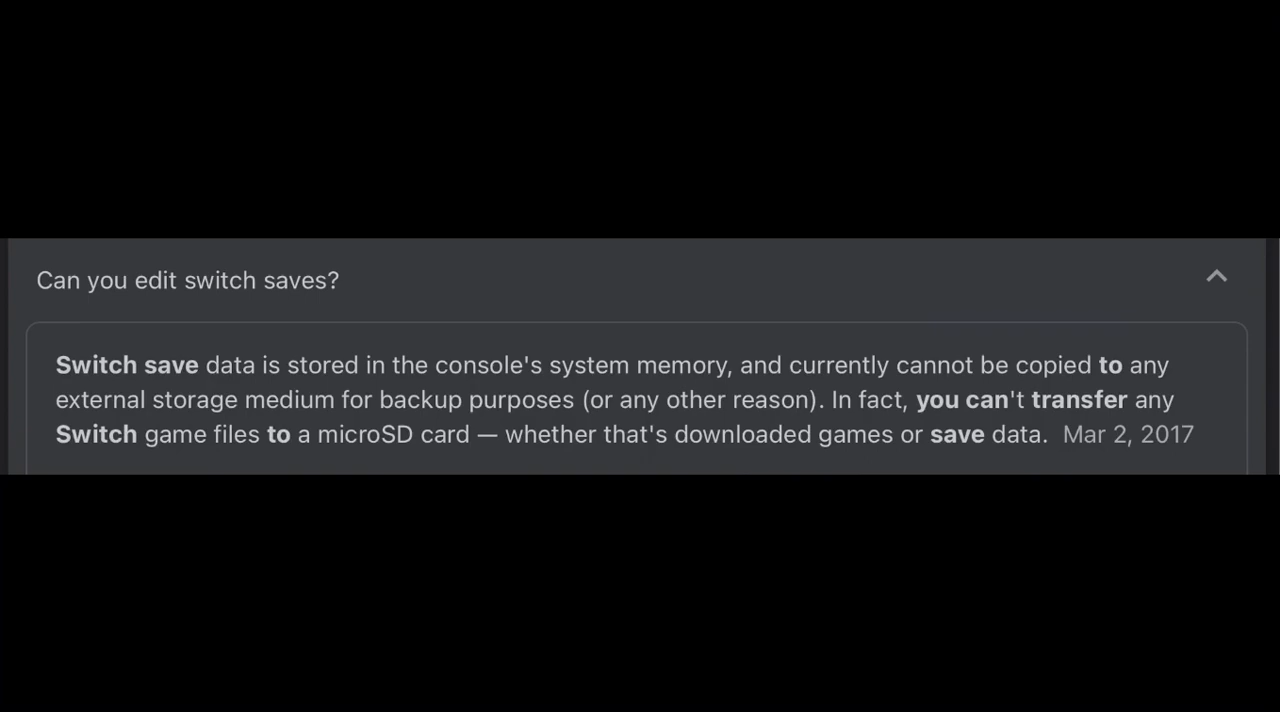 Can you edit switch saves?
Switch save data is stored in the console's system memory, and currently cannot be copied to any
external storage medium for backup purposes (or any other reason). In fact, you can't transfer any
Switch game files to a microSD card — whether that's downloaded games or save data. Mar 2, 2017